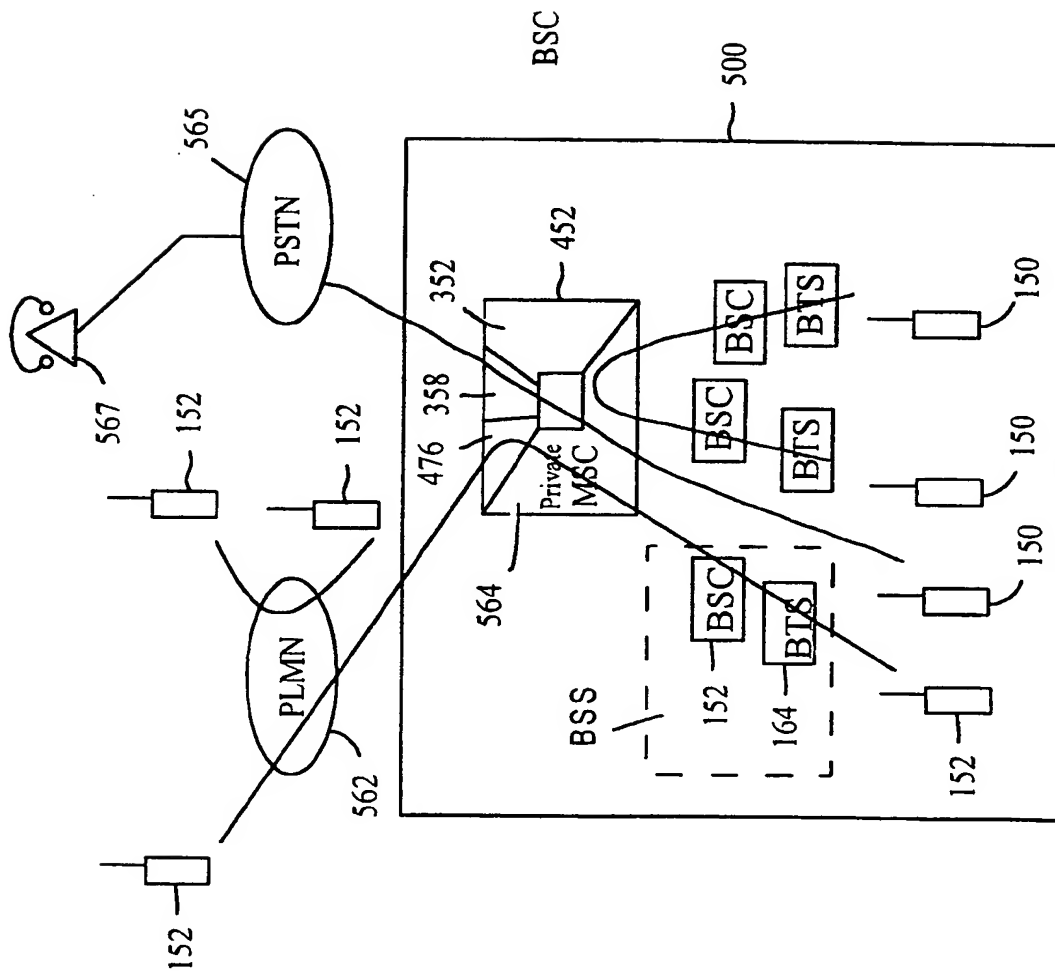 BSC
500
565
PSTN
567
152
152
152
PLMN
562
452
352
358
476
Private
MSC
564
BSC
BTS
BSC
BTS
BSS
BSC
BTS
152
164
150
150
150
152